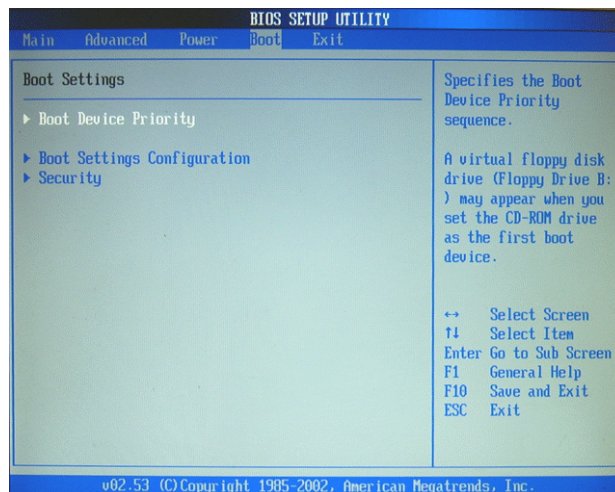 BIOS SETUP UTILITY
Main Advanced Power Boot Exit
Boot Settings
▶ Boot Device Priority
▶ Boot Settings Configuration
▶ Security
Specifies the Boot
Device Priority
sequence.
A virtual floppy disk
drive (Floppy Drive B:
) may appear when you
set the CD-ROM drive
as the first boot
device.
↔ Select Screen
↑↓ Select Item
Enter Go to Sub Screen
F1 General Help
F10 Save and Exit
ESC Exit
v02.53 (C)Copyright 1985-2002, American Megatrends, Inc.